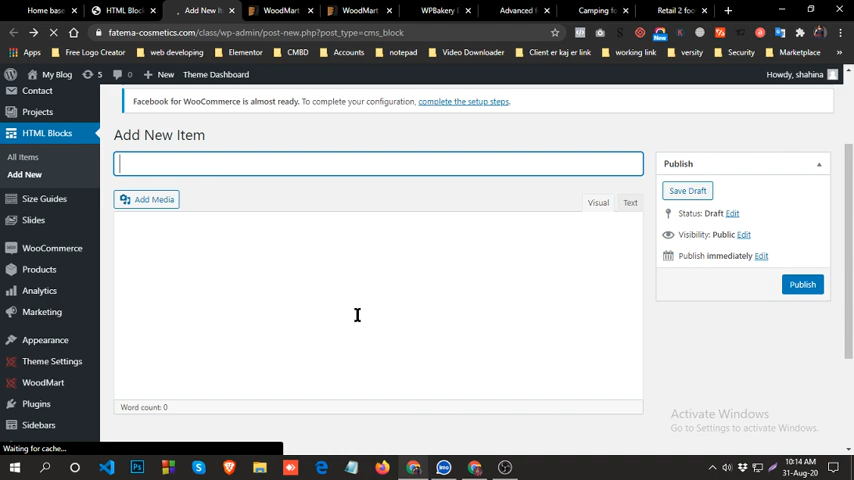 Home base
HTML Bloc
Add New It
WoodMart
WoodMart
WPBakery
Advanced
Camping fo
Retail 2 foo
fatema-cosmetics.com/class/wp-admin/post-new.php?post_type=cms_block
Apps
Free Logo Creator
web developing
Elementor
CMBD
Accounts
notepad
Video Downloader
Client er kaj er link
working link
versity
Security
Marketplace
»
My Blog
5
0
New
Theme Dashboard
Howdy, shahina
Contact
Projects
HTML Blocks
All Items
Add New
Size Guides
Slides
WooCommerce
Products
Analytics
Marketing
Appearance
Theme Settings
WoodMart
Plugins
Sidebars
Facebook for WooCommerce is almost ready. To complete your configuration, complete the setup steps.
Add New Item
Add Media
Visual
Text
Word count: 0
Publish
Save Draft
Status: Draft Edit
Visibility: Public Edit
Publish immediately Edit
Publish
Activate Windows
Go to Settings to activate Windows.
Waiting for cache...
10:14 AM
31-Aug-20